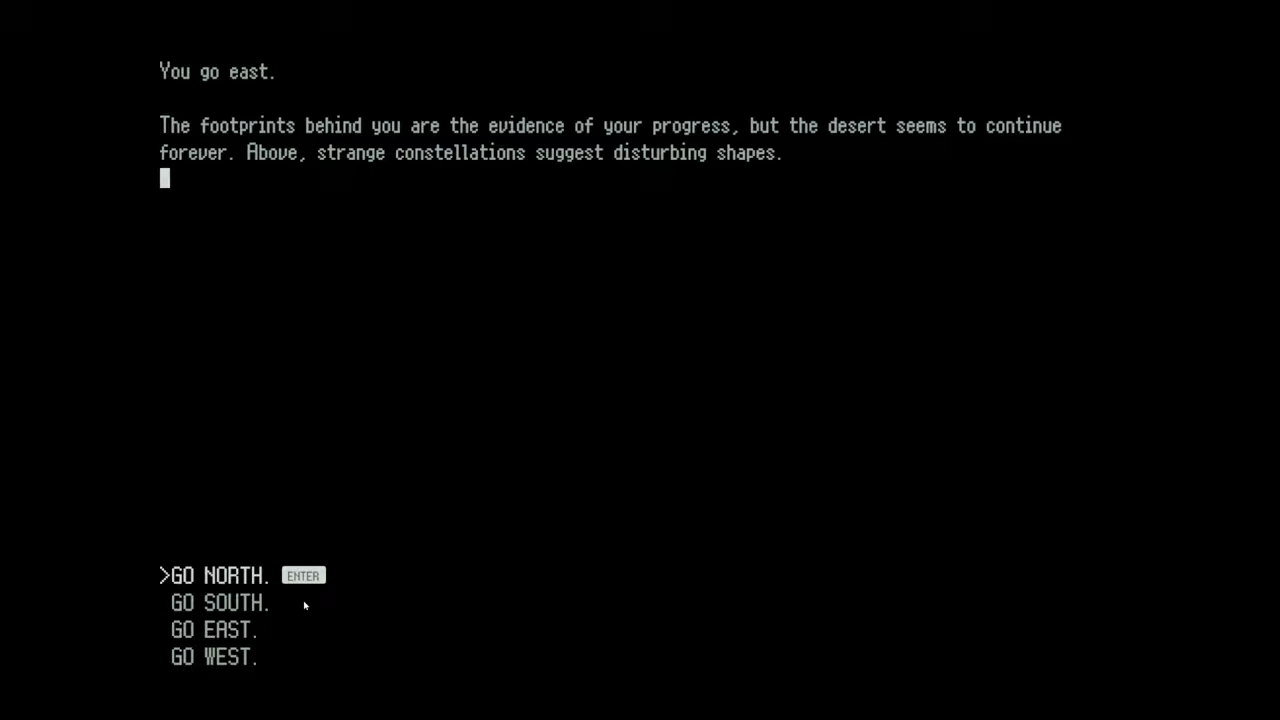 You go east.
The footprints behind you are the evidence of your progress, but the desert seems to continue
forever. Above, strange constellations suggest disturbing shapes.
>GO NORTH. ENTER
GO SOUTH.
GO EAST.
GO WEST.